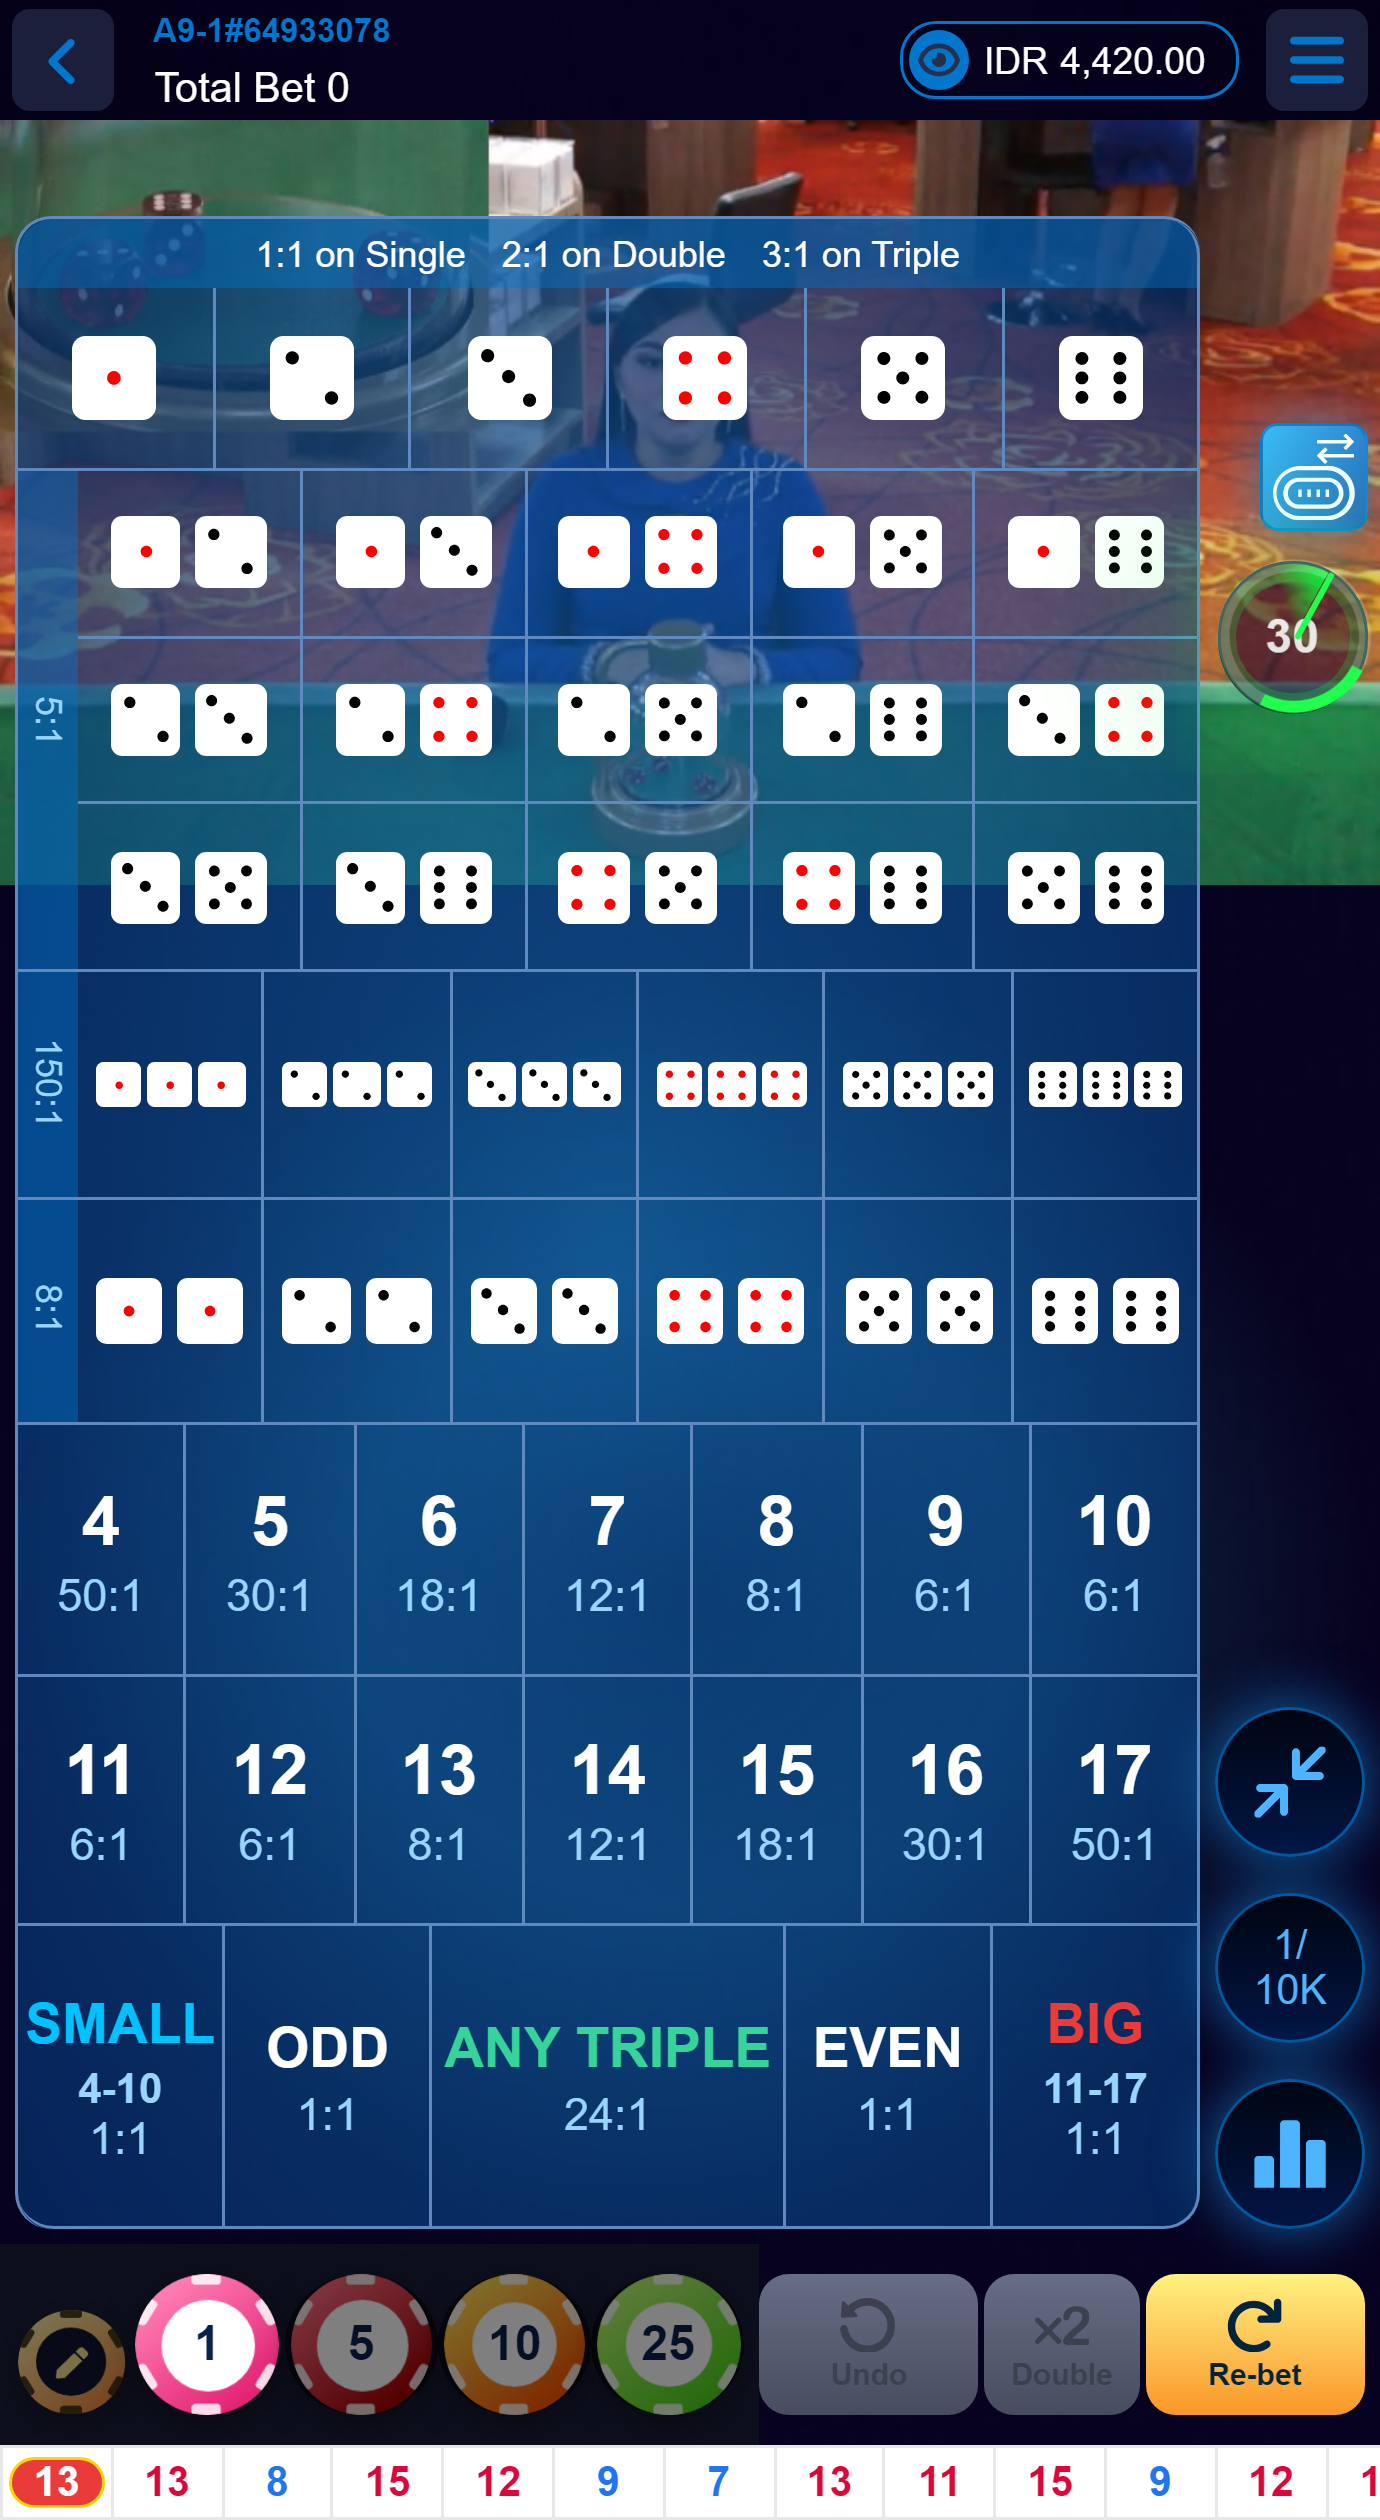 A9-1#64933078
Total Bet 0
IDR 4,420.00
1:1 on Single 2:1 on Double 3:1 on Triple
30
5:1
150:1
8:1
4 5 6 7 8 9 10
50:1 30:1 18:1 12:1 8:1 6:1 6:1
11 12 13 14 15 16 17
6:1 6:1 8:1 12:1 18:1 30:1 50:1
SMALL
4-10
1:1
ODD
1:1
ANY TRIPLE
24:1
EVEN
1:1
BIG
11-17
1:1
1/
10K
1 5 10 25
Undo
x2
Double
Re-bet
13 13 8 15 12 9 7 13 11 15 9 12